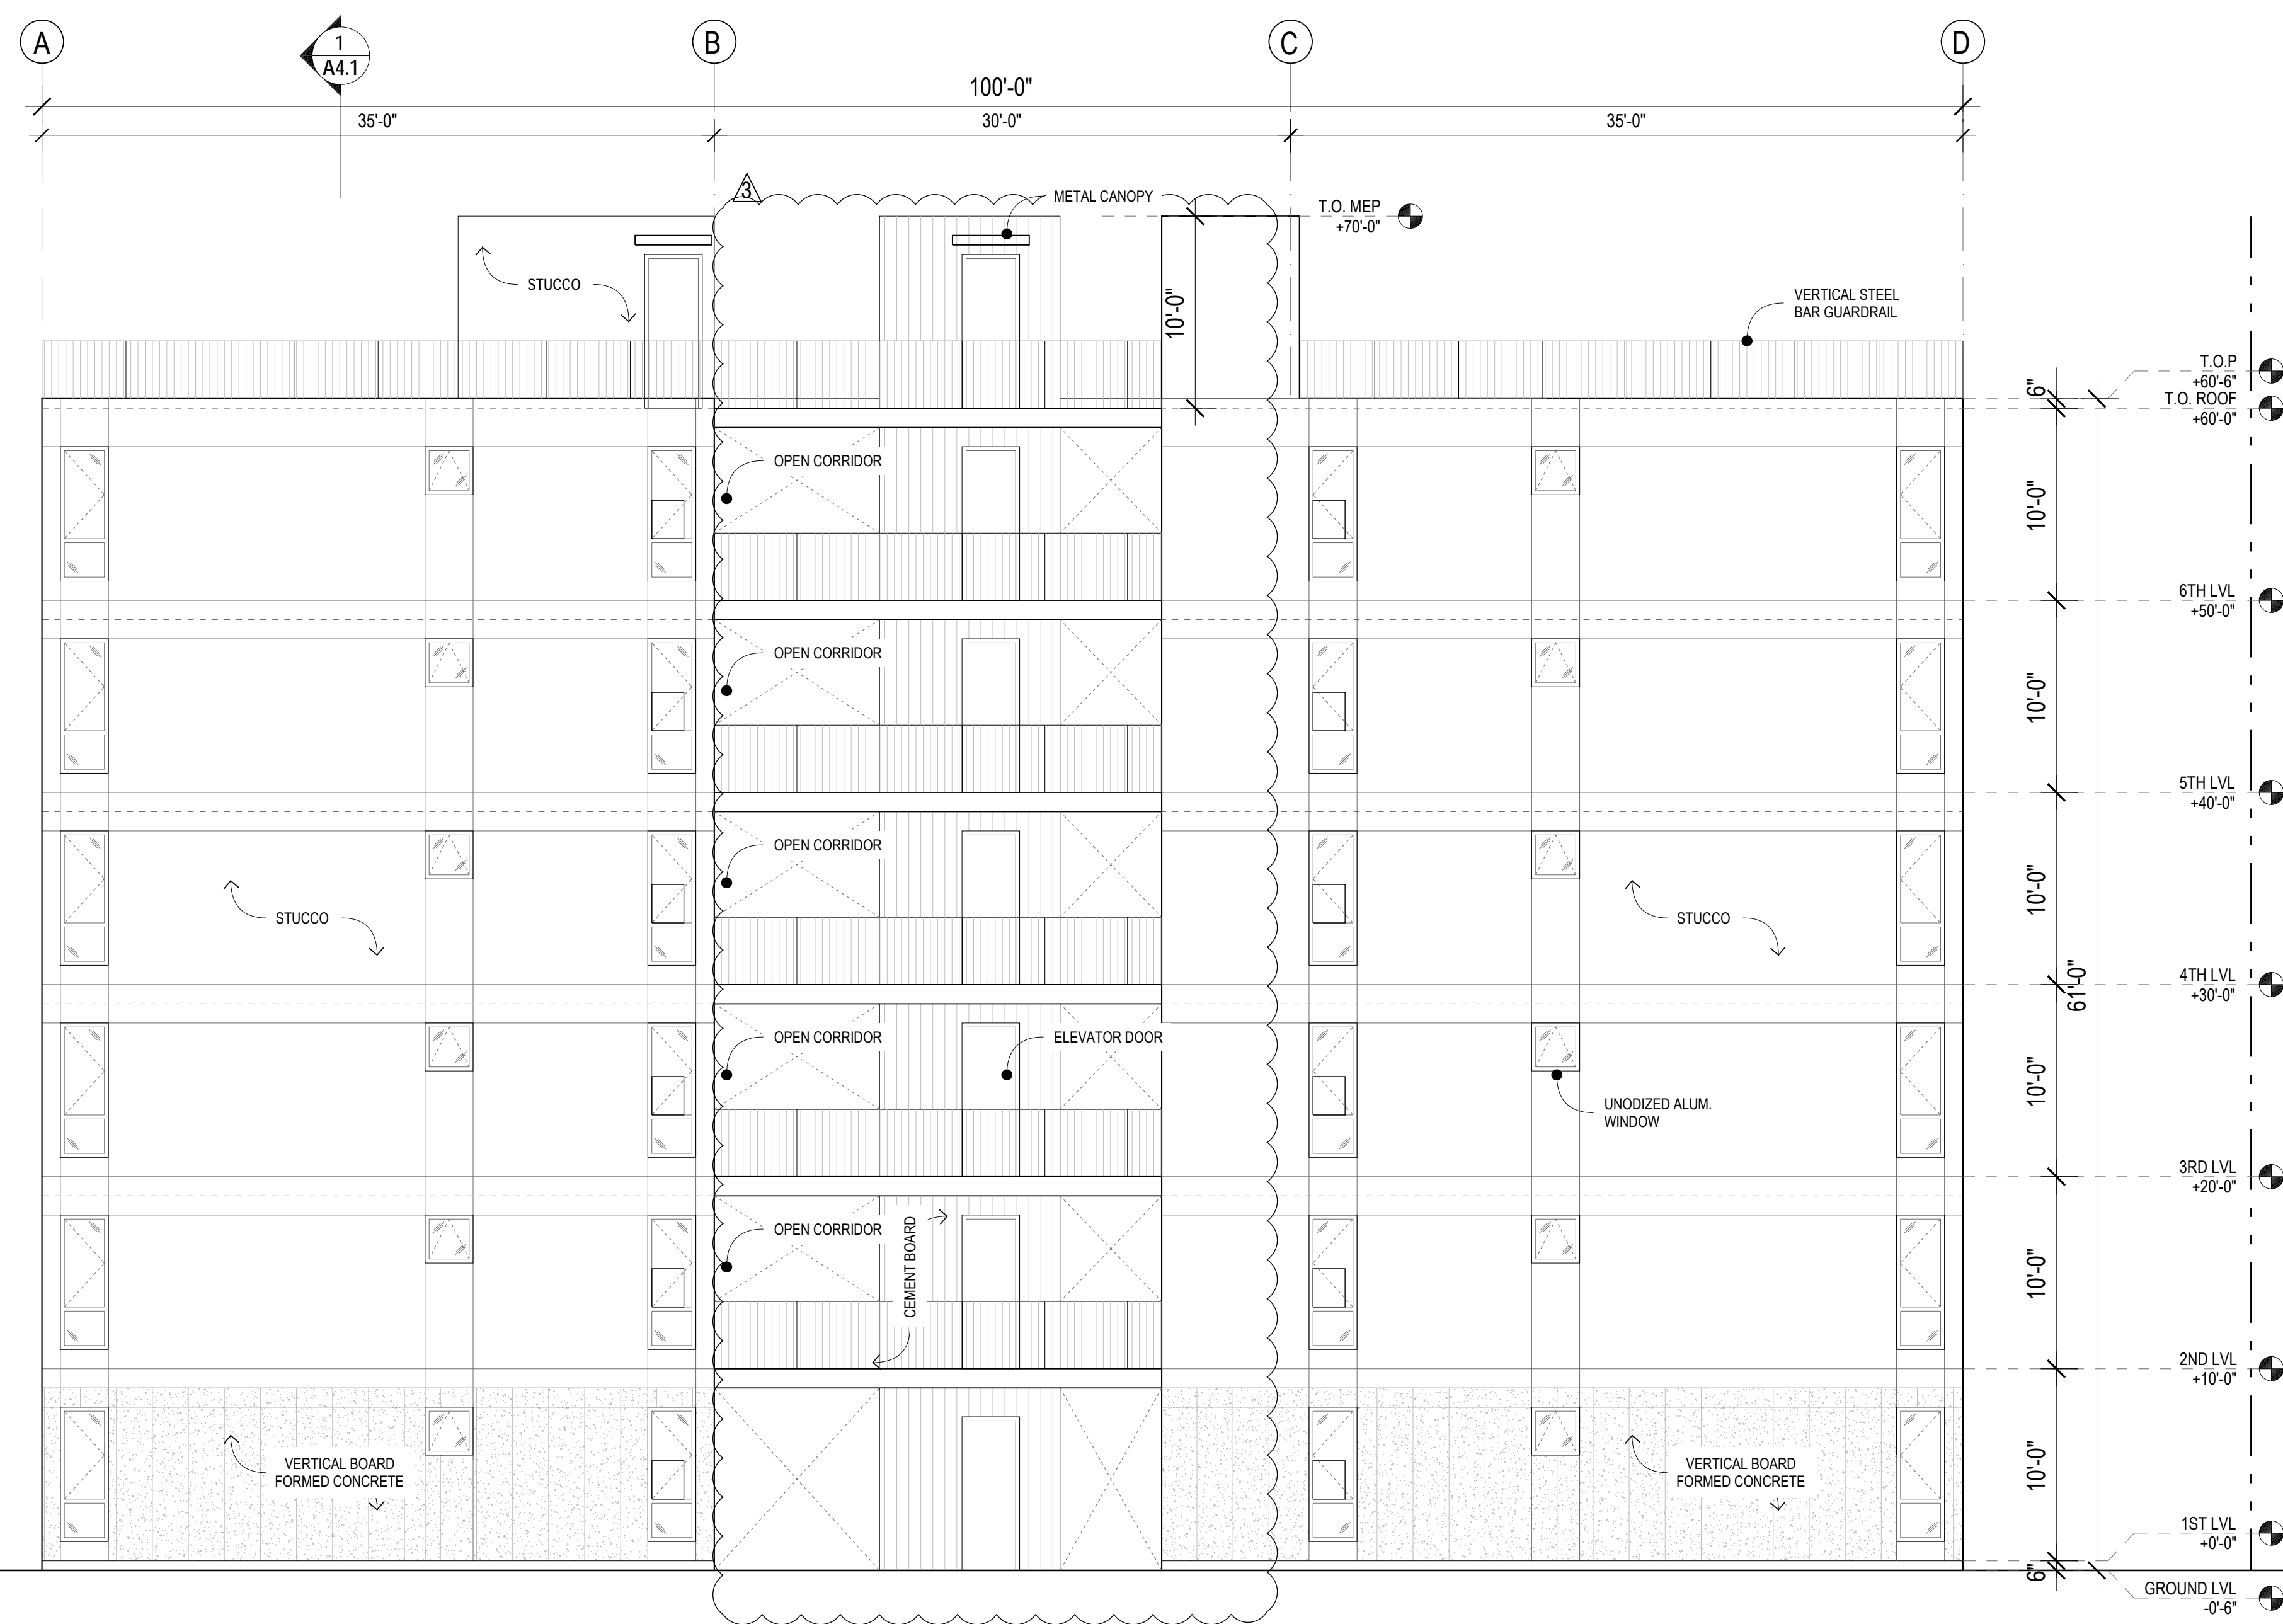 A
1
A4.1
B
C
D
100'-0"
35'-0"
30'-0"
35'-0"
3
METAL CANOPY
T.O. MEP
+70'-0"
STUCCO
10'-0"
VERTICAL STEEL
BAR GUARDRAIL
T.O.P
+60'-6"
6"
T.O. ROOF
+60'-0"
OPEN CORRIDOR
10'-0"
6TH LVL
+50'-0"
OPEN CORRIDOR
10'-0"
5TH LVL
+40'-0"
OPEN CORRIDOR
10'-0"
STUCCO
STUCCO
4TH LVL
+30'-0"
61'-0"
OPEN CORRIDOR
ELEVATOR DOOR
10'-0"
UNODIZED ALUM.
WINDOW
3RD LVL
+20'-0"
OPEN CORRIDOR
CEMENT BOARD
10'-0"
2ND LVL
+10'-0"
VERTICAL BOARD
FORMED CONCRETE
VERTICAL BOARD
FORMED CONCRETE
10'-0"
1ST LVL
+0'-0"
6"
GROUND LVL
-0'-6"